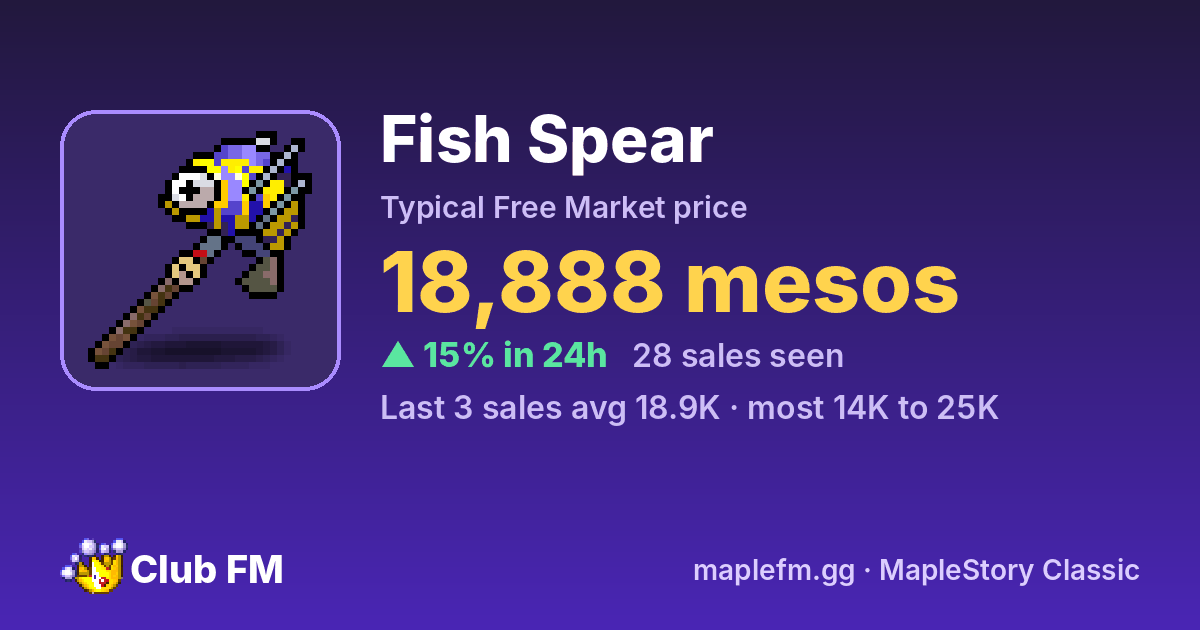 Fish Spear
Typical Free Market price
18,888 mesos
▲ 15% in 24h 28 sales seen
Last 3 sales avg 18.9K · most 14K to 25K
Club FM
maplefm.gg · MapleStory Classic